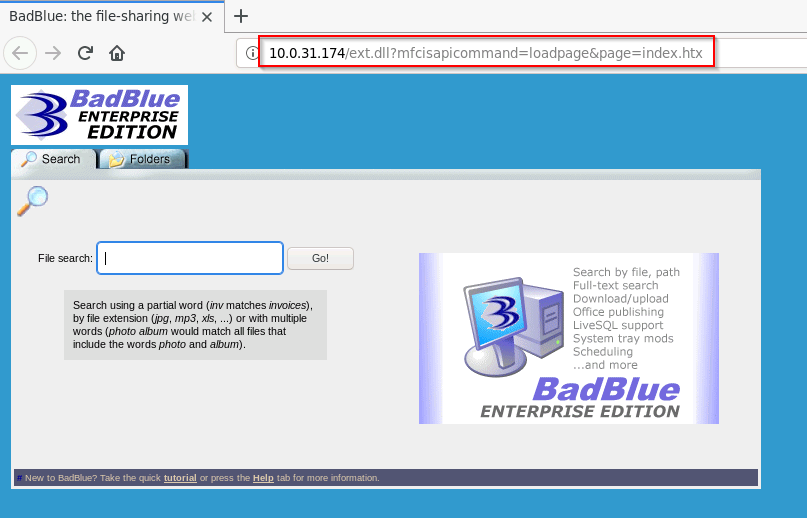 BadBlue: the file-sharing we
10.0.31.174/ext.dll?mfcisapicommand=loadpage&page=index.htx
BadBlue
ENTERPRISE
EDITION
Search
Folders
File search:
Go!
Search using a partial word (inv matches invoices),
by file extension (jpg, mp3, xls, ...) or with multiple
words (photo album would match all files that
include the words photo and album).
Search by file, path
Full-text search
Download/upload
Office publishing
LiveSQL support
System tray mods
Scheduling
...and more
BadBlue
ENTERPRISE EDITION
# New to BadBlue? Take the quick tutorial or press the Help tab for more information.